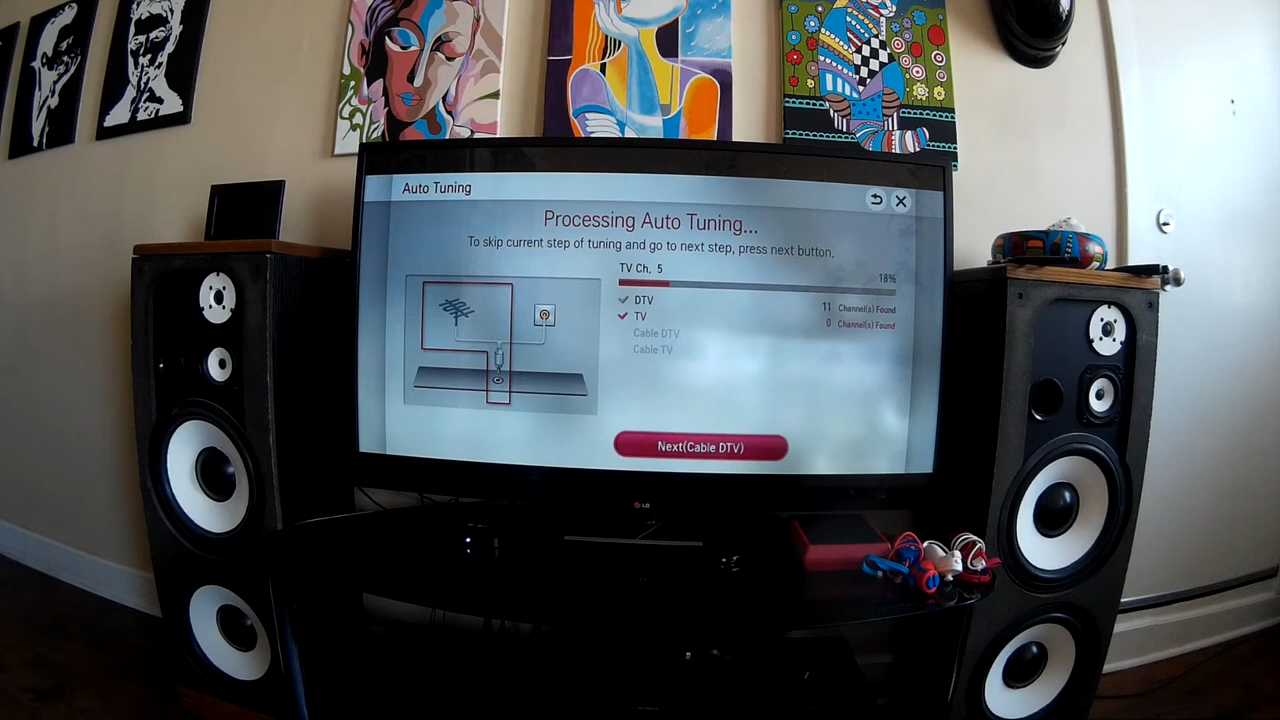 Auto Tuning
Processing Auto Tuning...
To skip current step of tuning and go to next step, press next button.
TV Ch. 5
18%
DTV 11 Channel(s) Found
TV 0 Channel(s) Found
Cable DTV
Cable TV
Next(Cable DTV)
LG